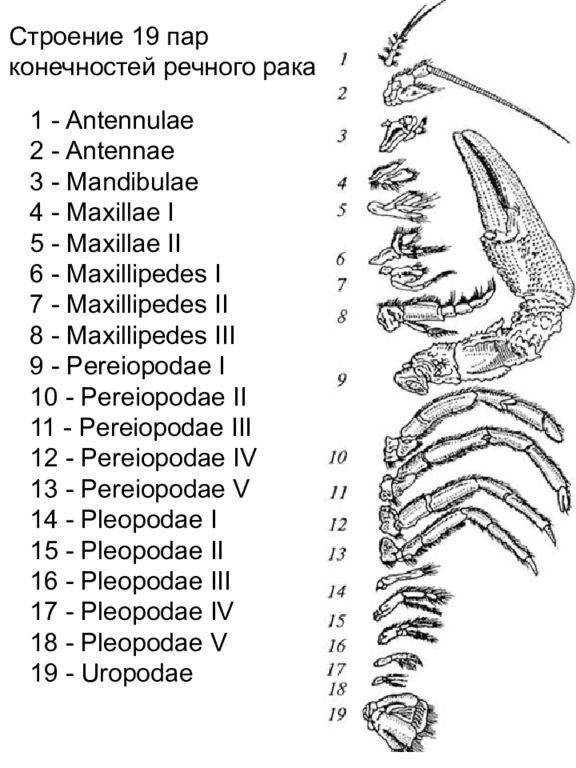 Строение 19 пар
конечностей речного рака
1 - Antennulae
2 - Antennae
3 - Mandibulae
4 - Maxillae I
5 - Maxillae II
6 - Maxillipedes I
7 - Maxillipedes II
8 - Maxillipedes III
9 - Pereiopodae I
10 - Pereiopodae II
11 - Pereiopodae III
12 - Pereiopodae IV
13 - Pereiopodae V
14 - Pleopodae I
15 - Pleopodae II
16 - Pleopodae III
17 - Pleopodae IV
18 - Pleopodae V
19 - Uropodae
1
2
3
4
5
6
7
8
9
10
11
12
13
14
15
16
17
18
19